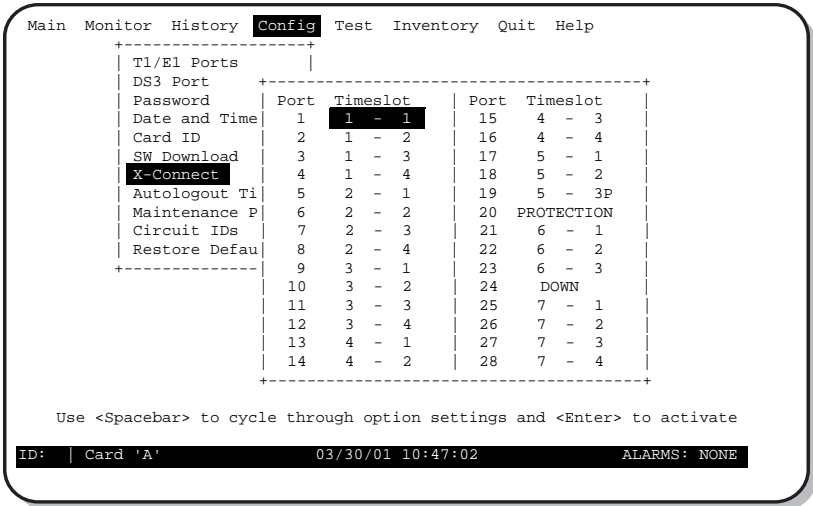 Main  Monitor  History  Config  Test  Inventory  Quit  Help
+-------------------+
| T1/E1 Ports        |
| DS3 Port     +---------------------------------------+
| Password     | Port  Timeslot    | Port  Timeslot    |
| Date and Time|   1    1  -  1    |  15    4  -  3    |
| Card ID      |   2    1  -  2    |  16    4  -  4    |
| SW Download  |   3    1  -  3    |  17    5  -  1    |
| X-Connect    |   4    1  -  4    |  18    5  -  2    |
| Autologout Ti|   5    2  -  1    |  19    5  -  3P   |
| Maintenance P|   6    2  -  2    |  20  PROTECTION   |
| Circuit IDs  |   7    2  -  3    |  21    6  -  1    |
| Restore Defau|   8    2  -  4    |  22    6  -  2    |
+--------------|   9    3  -  1    |  23    6  -  3    |
|  10    3  -  2    |  24     DOWN      |
|  11    3  -  3    |  25    7  -  1    |
|  12    3  -  4    |  26    7  -  2    |
|  13    4  -  1    |  27    7  -  3    |
|  14    4  -  2    |  28    7  -  4    |
+---------------------------------------+
Use <Spacebar> to cycle through option settings and <Enter> to activate
ID:  | Card 'A'                03/30/01 10:47:02                ALARMS: NONE